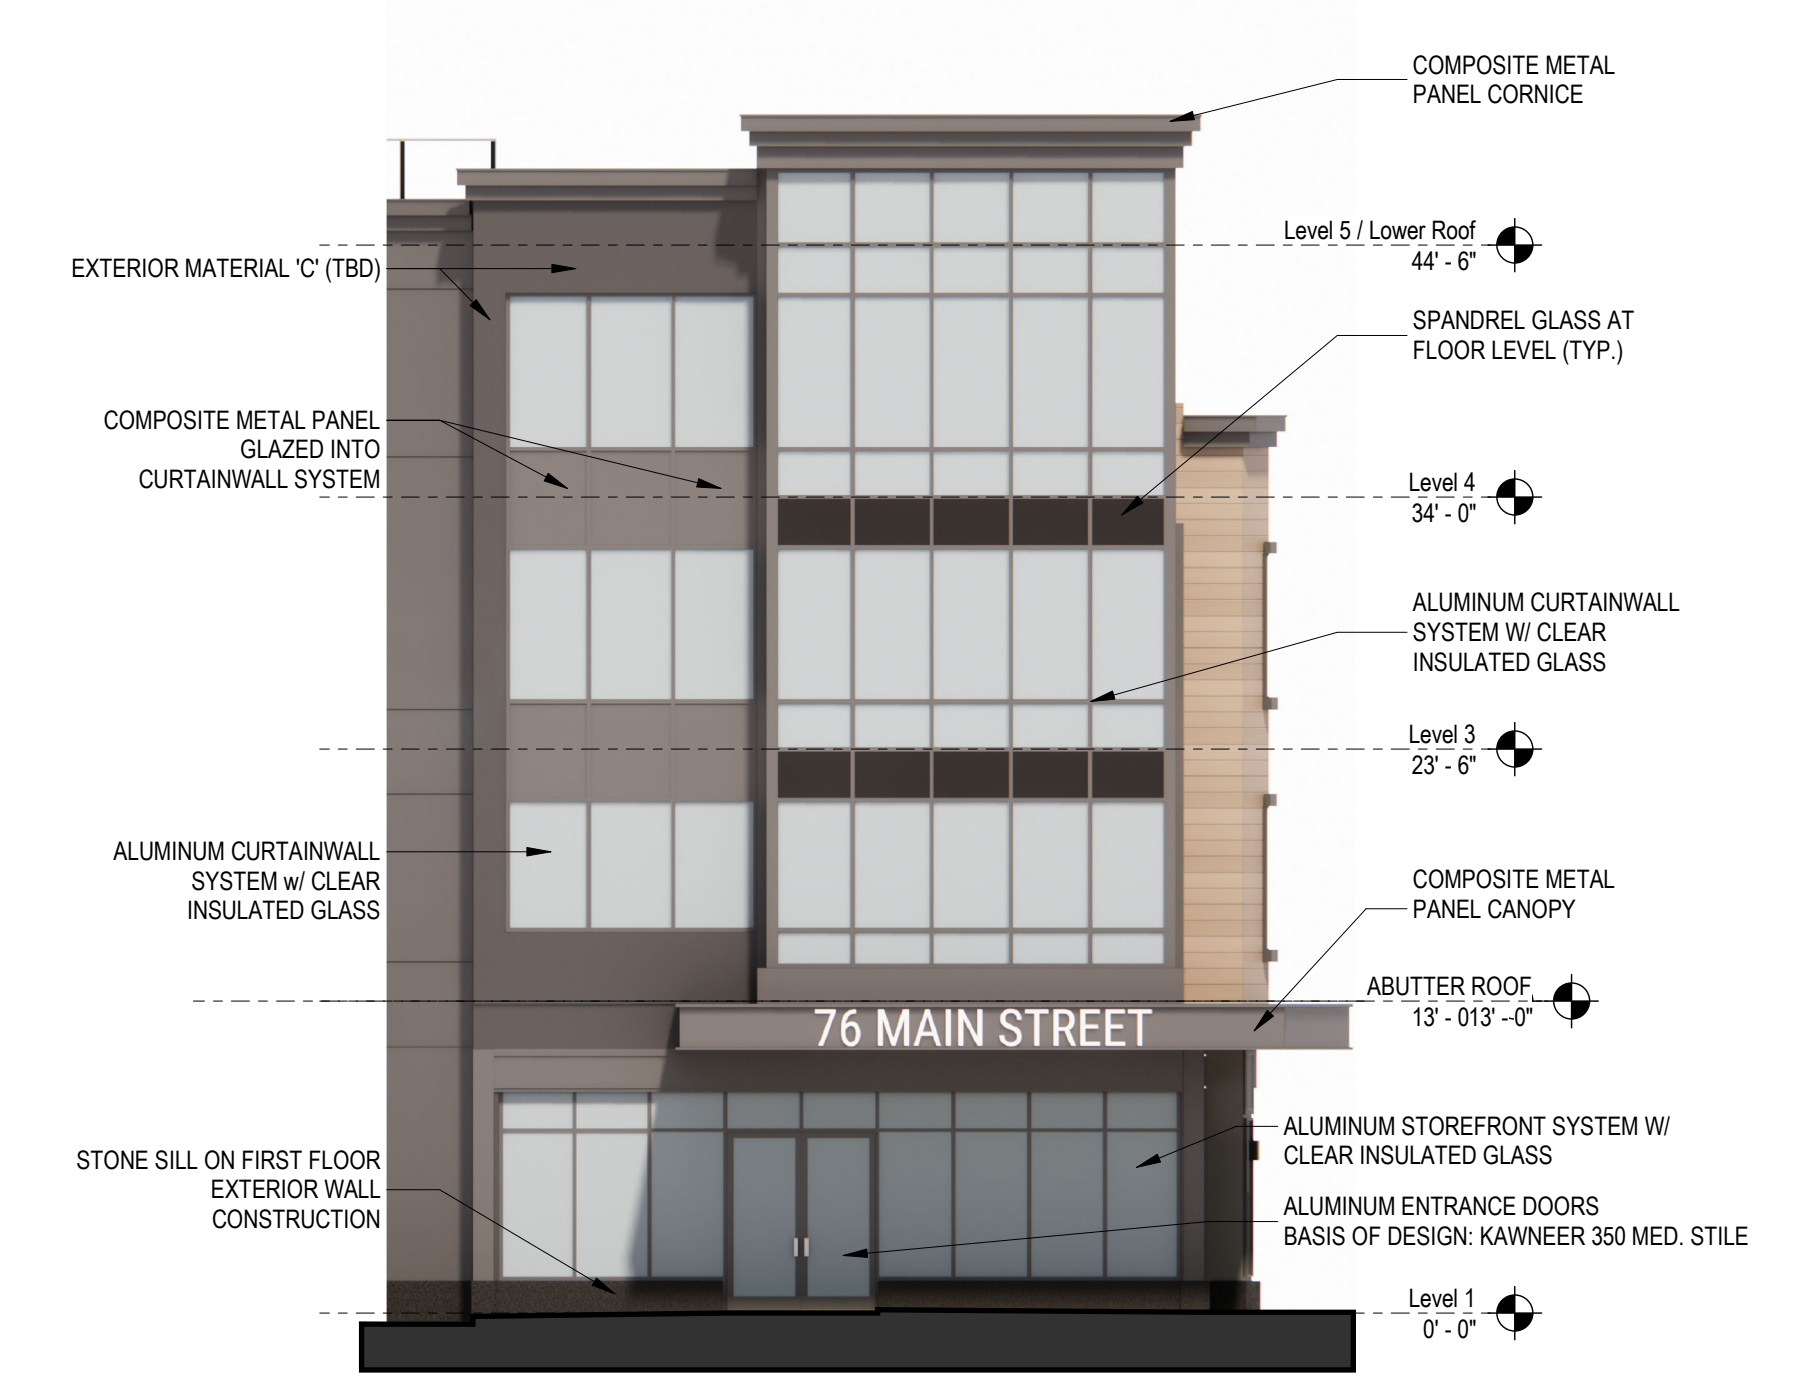 COMPOSITE METAL
PANEL CORNICE
Level 5 / Lower Roof
44' - 6"
EXTERIOR MATERIAL 'C' (TBD)
SPANDREL GLASS AT
FLOOR LEVEL (TYP.)
COMPOSITE METAL PANEL
GLAZED INTO
CURTAINWALL SYSTEM
Level 4
34' - 0"
ALUMINUM CURTAINWALL
SYSTEM W/ CLEAR
INSULATED GLASS
Level 3
23' - 6"
ALUMINUM CURTAINWALL
SYSTEM w/ CLEAR
INSULATED GLASS
COMPOSITE METAL
PANEL CANOPY
ABUTTER ROOF
13' - 013' - 0"
76 MAIN STREET
ALUMINUM STOREFRONT SYSTEM W/
CLEAR INSULATED GLASS
STONE SILL ON FIRST FLOOR
EXTERIOR WALL
CONSTRUCTION
ALUMINUM ENTRANCE DOORS
BASIS OF DESIGN: KAWNEER 350 MED. STILE
Level 1
0' - 0"